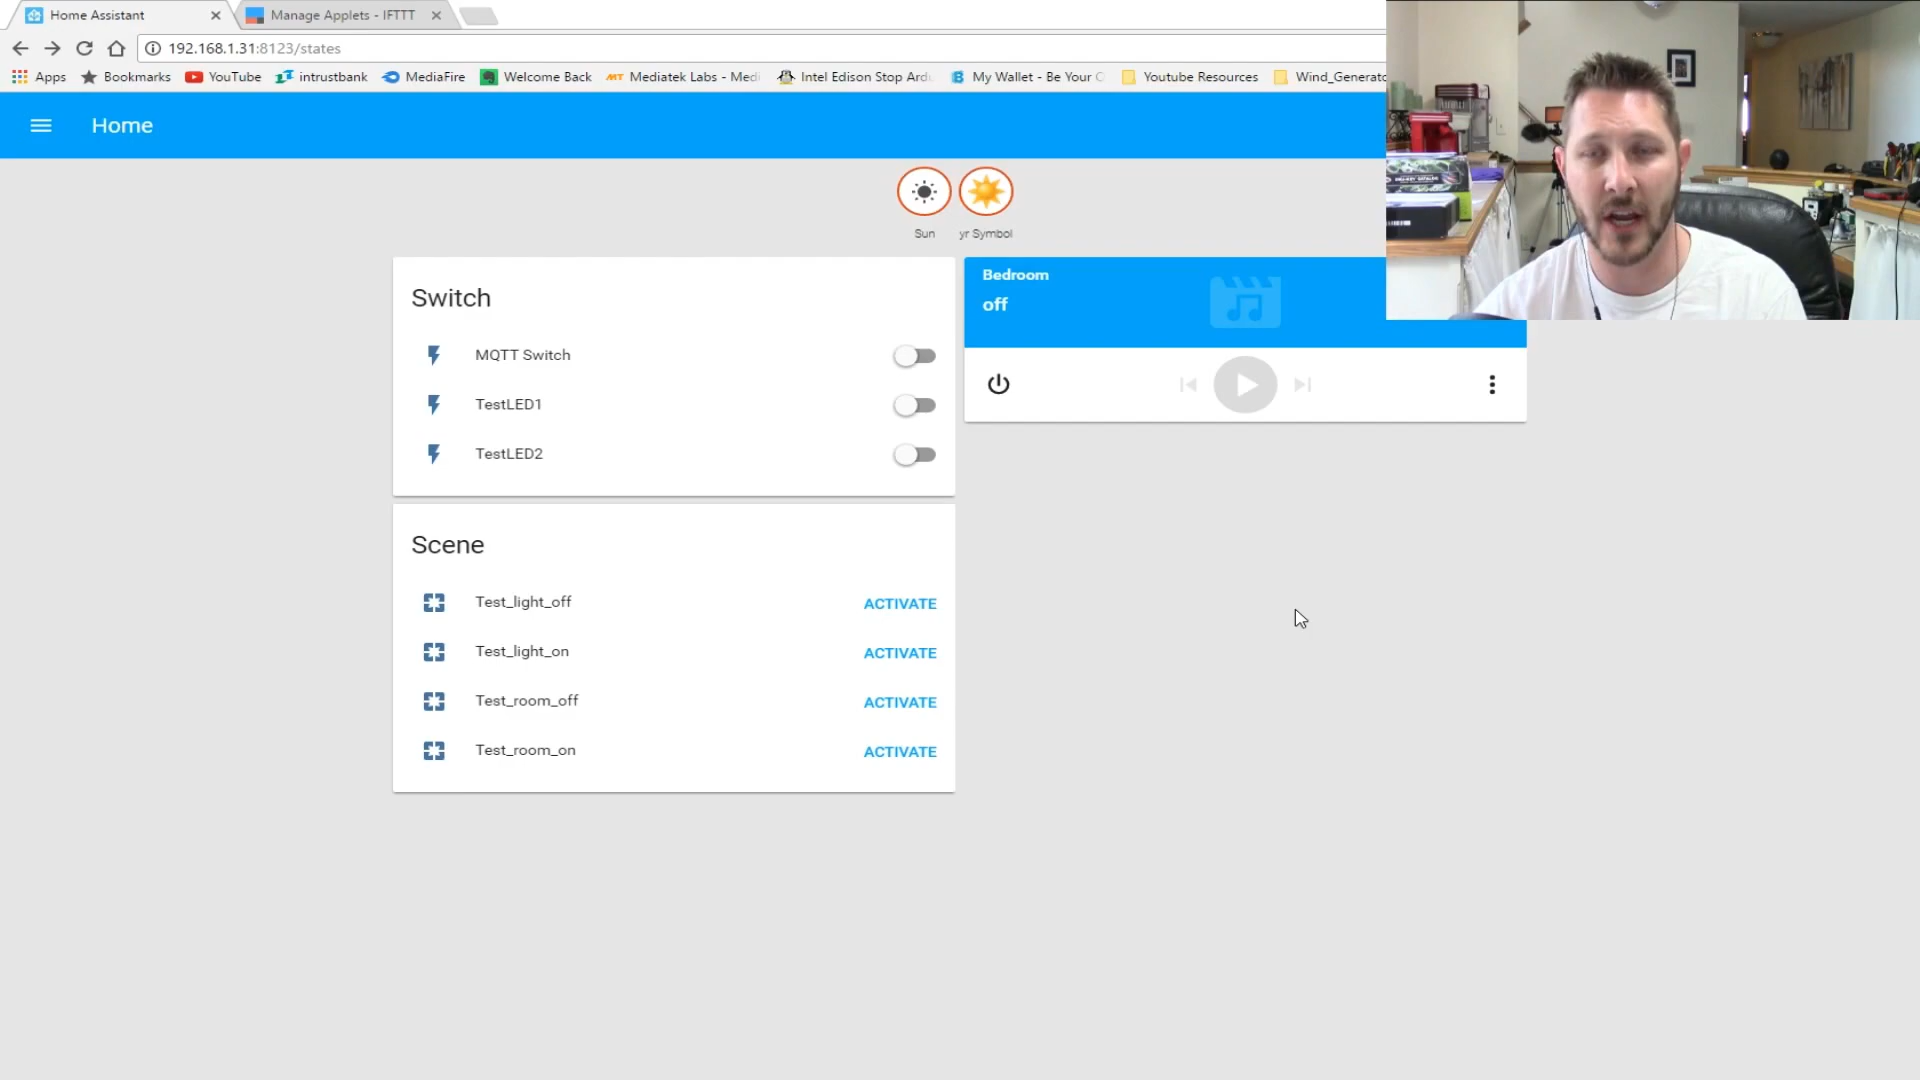 Home Assistant
Manage Applets - IFTTT
192.168.1.31:8123/states
Apps Bookmarks YouTube intrustbank MediaFire Welcome Back Mediatek Labs - Medi Intel Edison Stop Ardu My Wallet - Be Your Youtube Resources Wind_Generato
Home
Sun
yr Symbol
Switch
MQTT Switch
TestLED1
TestLED2
Bedroom
off
Scene
Test_light_off ACTIVATE
Test_light_on ACTIVATE
Test_room_off ACTIVATE
Test_room_on ACTIVATE